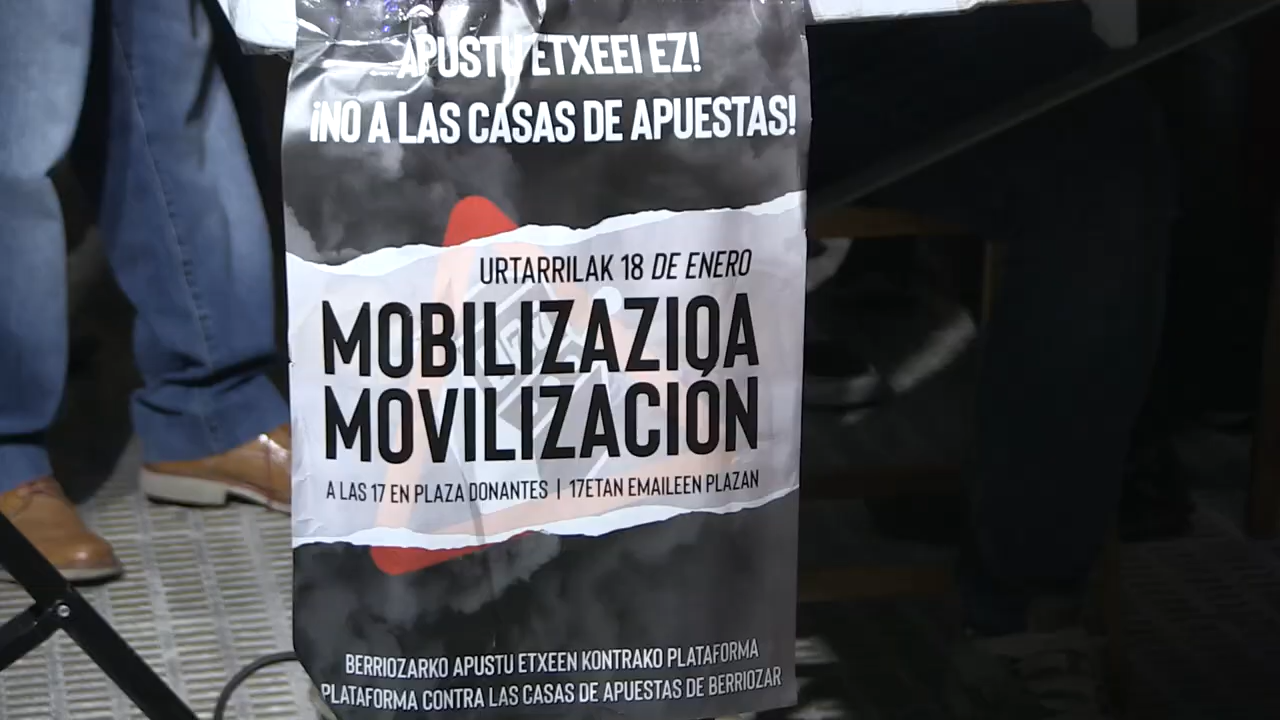 APUSTU ETXEEI EZ!
¡NO A LAS CASAS DE APUESTAS!
URTARRILAK 18 DE ENERO
MOBILIZAZIOA
MOVILIZACIÓN
A LAS 17 EN PLAZA DONANTES | 17ETAN EMAILEEN PLAZAN
BERRIOZARKO APUSTU ETXEEN KONTRAKO PLATAFORMA
PLATAFORMA CONTRA LAS CASAS DE APUESTAS DE BERRIOZAR